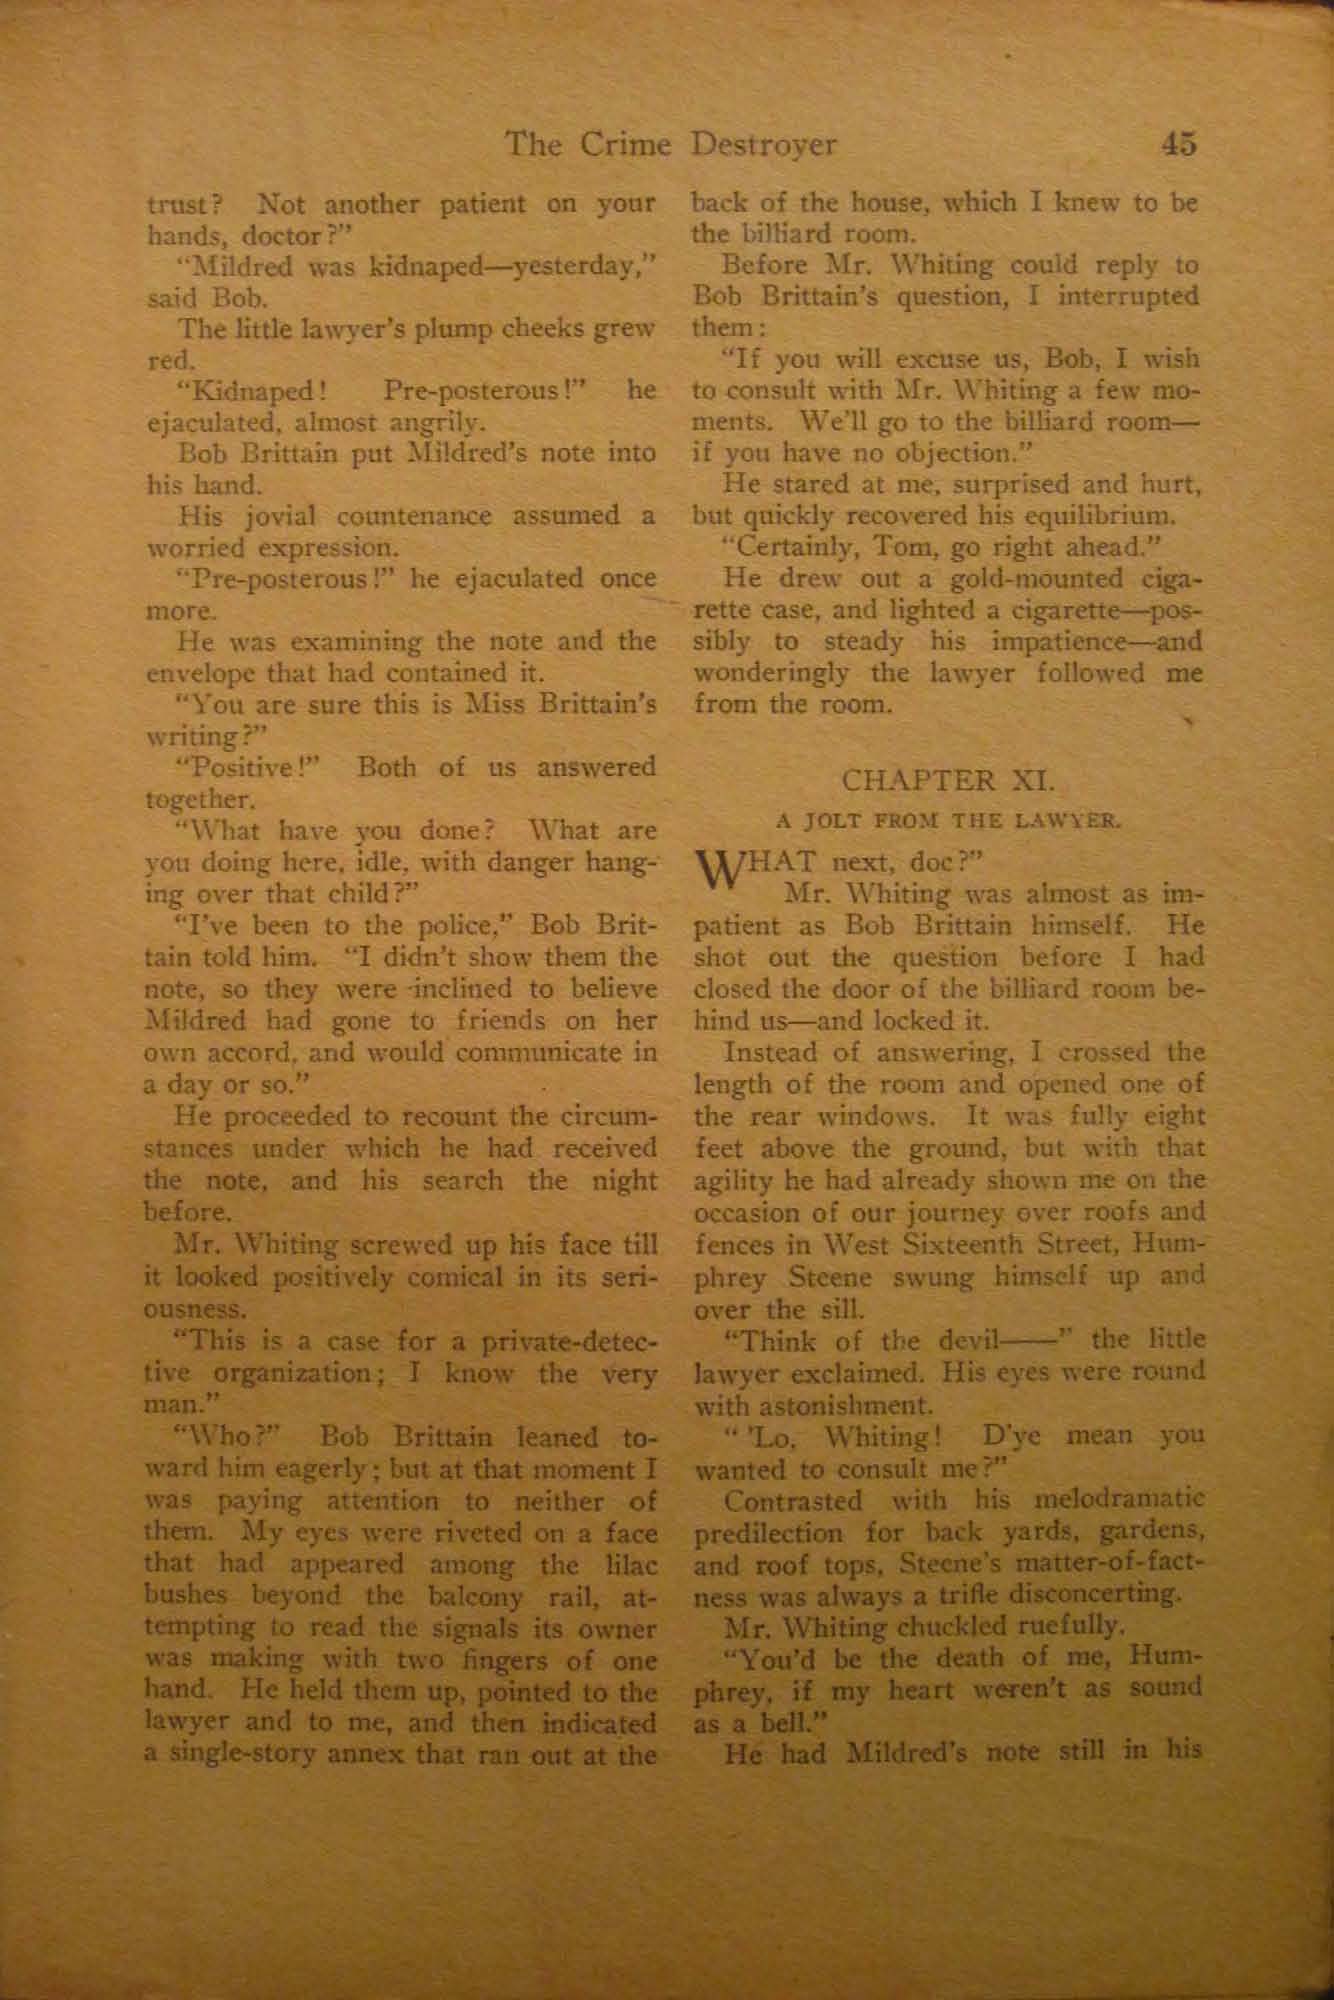 The Crime Destroyer 45
trust? Not another patient on your
hands, doctor?"
"Mildred was kidnaped—yesterday,"
said Bob.
The little lawyer's plump cheeks grew
red.
"Kidnaped! Pre-posterous!" he
ejaculated, almost angrily.
Bob Brittain put Mildred's note into
his hand.
His jovial countenance assumed a
worried expression.
"Pre-posterous!" he ejaculated once
more.
He was examining the note and the
envelope that had contained it.
"You are sure this is Miss Brittain's
writing?"
"Positive!" Both of us answered
together.
"What have you done? What are
you doing here, idle, with danger hang-
ing over that child?"
"I've been to the police," Bob Brit-
tain told him. "I didn't show them the
note, so they were inclined to believe
Mildred had gone to friends on her
own accord, and would communicate in
a day or so."
He proceeded to recount the circum-
stances under which he had received
the note, and his search the night
before.
Mr. Whiting screwed up his face till
it looked positively comical in its seri-
ousness.
"This is a case for a private-detec-
tive organization; I know the very
man."
"Who?" Bob Brittain leaned to-
ward him eagerly; but at that moment I
was paying attention to neither of
them. My eyes were riveted on a face
that had appeared among the lilac
bushes beyond the balcony rail, at-
tempting to read the signals its owner
was making with two fingers of one
hand. He held them up, pointed to the
lawyer and to me, and then indicated
a single-story annex that ran out at the
back of the house, which I knew to be
the billiard room.
Before Mr. Whiting could reply to
Bob Brittain's question, I interrupted
them:
"If you will excuse us, Bob, I wish
to consult with Mr. Whiting a few mo-
ments. We'll go to the billiard room—
if you have no objection."
He stared at me, surprised and hurt,
but quickly recovered his equilibrium.
"Certainly, Tom, go right ahead."
He drew out a gold-mounted ciga-
rette case, and lighted a cigarette—pos-
sibly to steady his impatience—and
wonderingly the lawyer followed me
from the room.
CHAPTER XI.
A JOLT FROM THE LAWYER.
WHAT next, doc?"
Mr. Whiting was almost as im-
patient as Bob Brittain himself. He
shot out the question before I had
closed the door of the billiard room be-
hind us—and locked it.
Instead of answering, I crossed the
length of the room and opened one of
the rear windows. It was fully eight
feet above the ground, but with that
agility he had already shown me on the
occasion of our journey over roofs and
fences in West Sixteenth Street, Hum-
phrey Steene swung himself up and
over the sill.
"Think of the devil——" the little
lawyer exclaimed. His eyes were round
with astonishment.
" 'Lo, Whiting! D'ye mean you
wanted to consult me?"
Contrasted with his melodramatic
predilection for back yards, gardens,
and roof tops, Steene's matter-of-fact-
ness was always a trifle disconcerting.
Mr. Whiting chuckled ruefully.
"You'd be the death of me, Hum-
phrey, if my heart weren't as sound
as a bell."
He had Mildred's note still in his